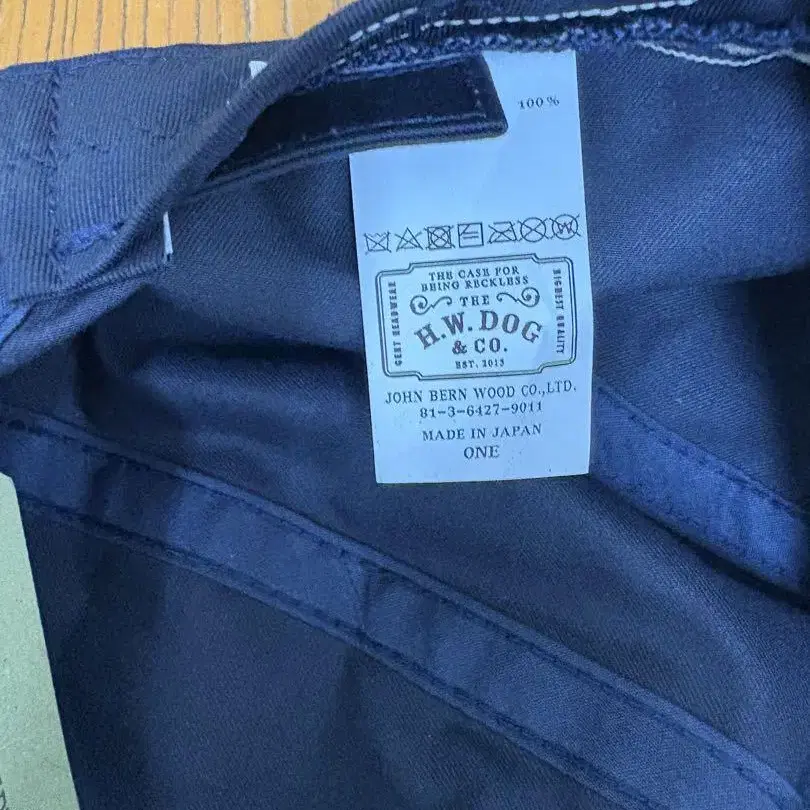 100%
THE CASE FOR
BEING RECKLESS
GENT HEADWEAR
THE
H.W.DOG
& CO.
EST. 2013
HIGHEST QUALITY
JOHN BERN WOOD CO.,LTD.
81-3-6427-9011
MADE IN JAPAN
ONE